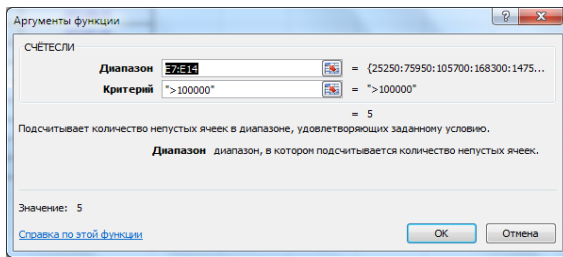 Аргументы функции
СЧЁТЕСЛИ
Диапазон E7:E14 = {25250:75950:105700:168300:1475...
Критерий ">100000" = ">100000"
= 5
Подсчитывает количество непустых ячеек в диапазоне, удовлетворяющих заданному условию.
Диапазон диапазон, в котором подсчитывается количество непустых ячеек.
Значение: 5
Справка по этой функции ОК Отмена